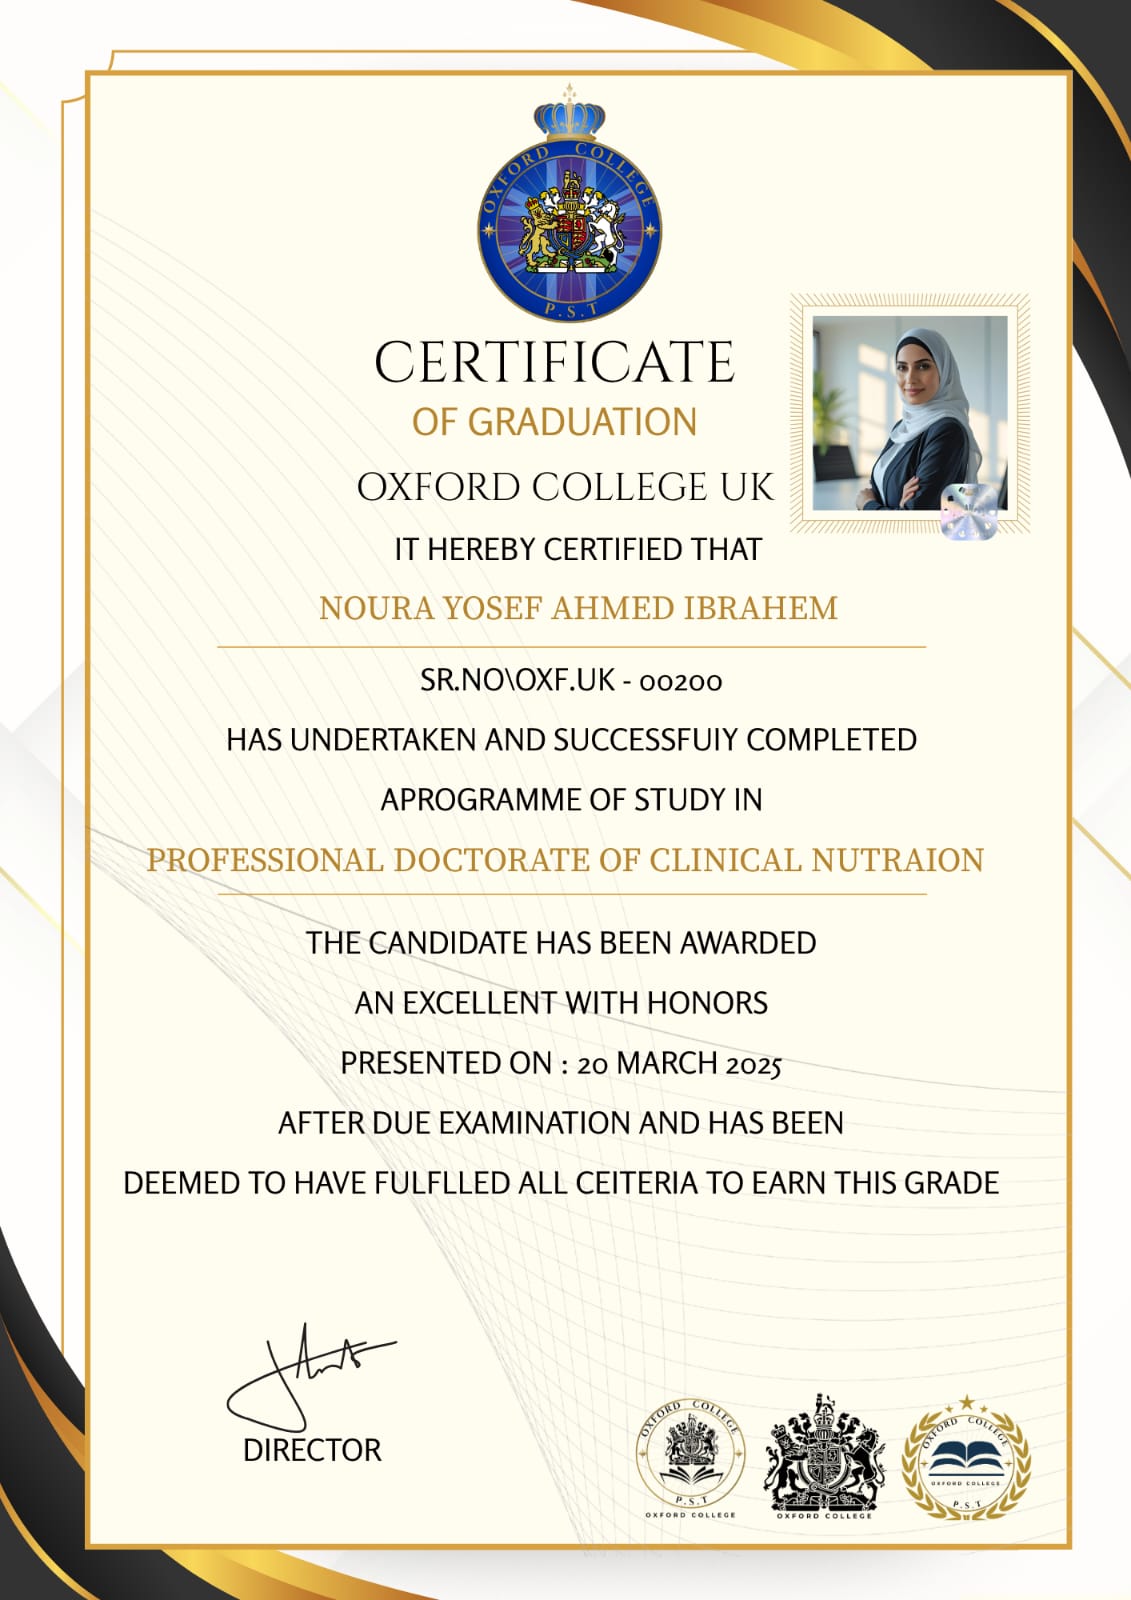 OXFORD COLLEGE
P.S.T
CERTIFICATE
OF GRADUATION
OXFORD COLLEGE UK
IT HEREBY CERTIFIED THAT
NOURA YOSEF AHMED IBRAHEM
SR.NO\OXF.UK - 00200
HAS UNDERTAKEN AND SUCCESSFUIY COMPLETED
APROGRAMME OF STUDY IN
PROFESSIONAL DOCTORATE OF CLINICAL NUTRAION
THE CANDIDATE HAS BEEN AWARDED
AN EXCELLENT WITH HONORS
PRESENTED ON : 20 MARCH 2025
AFTER DUE EXAMINATION AND HAS BEEN
DEEMED TO HAVE FULFLLED ALL CEITERIA TO EARN THIS GRADE
DIRECTOR
OXFORD COLLEGE
P.S.T
OXFORD COLLEGE
OXFORD COLLEGE
OXFORD COLLEGE
OXFORD COLLEGE
P.S.T